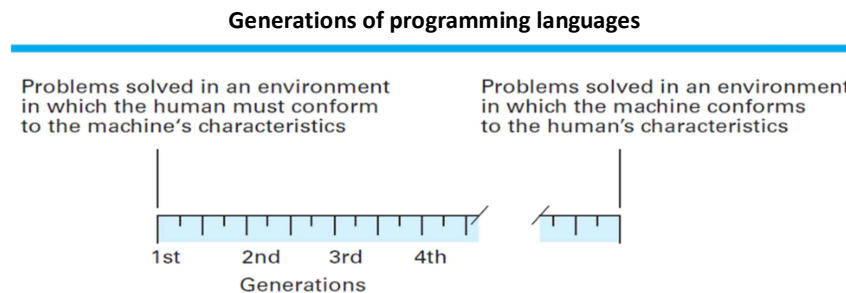 Generations of programming languages
Problems solved in an environment
in which the human must conform
to the machine‘s characteristics
Problems solved in an environment
in which the machine conforms
to the human’s characteristics
1st 2nd 3rd 4th
Generations